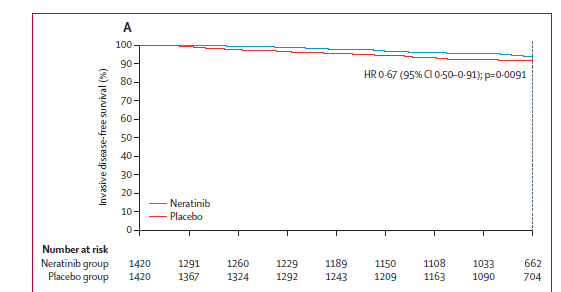 A
100
90
80
70
60
50
40
30
20
10
0
Invasive disease-free survival (%)
HR 0·67 (95% CI 0·50–0·91); p=0·0091
Neratinib
Placebo
Number at risk
Neratinib group 1420 1291 1260 1229 1189 1150 1108 1033 662
Placebo group 1420 1367 1324 1292 1243 1209 1163 1090 704